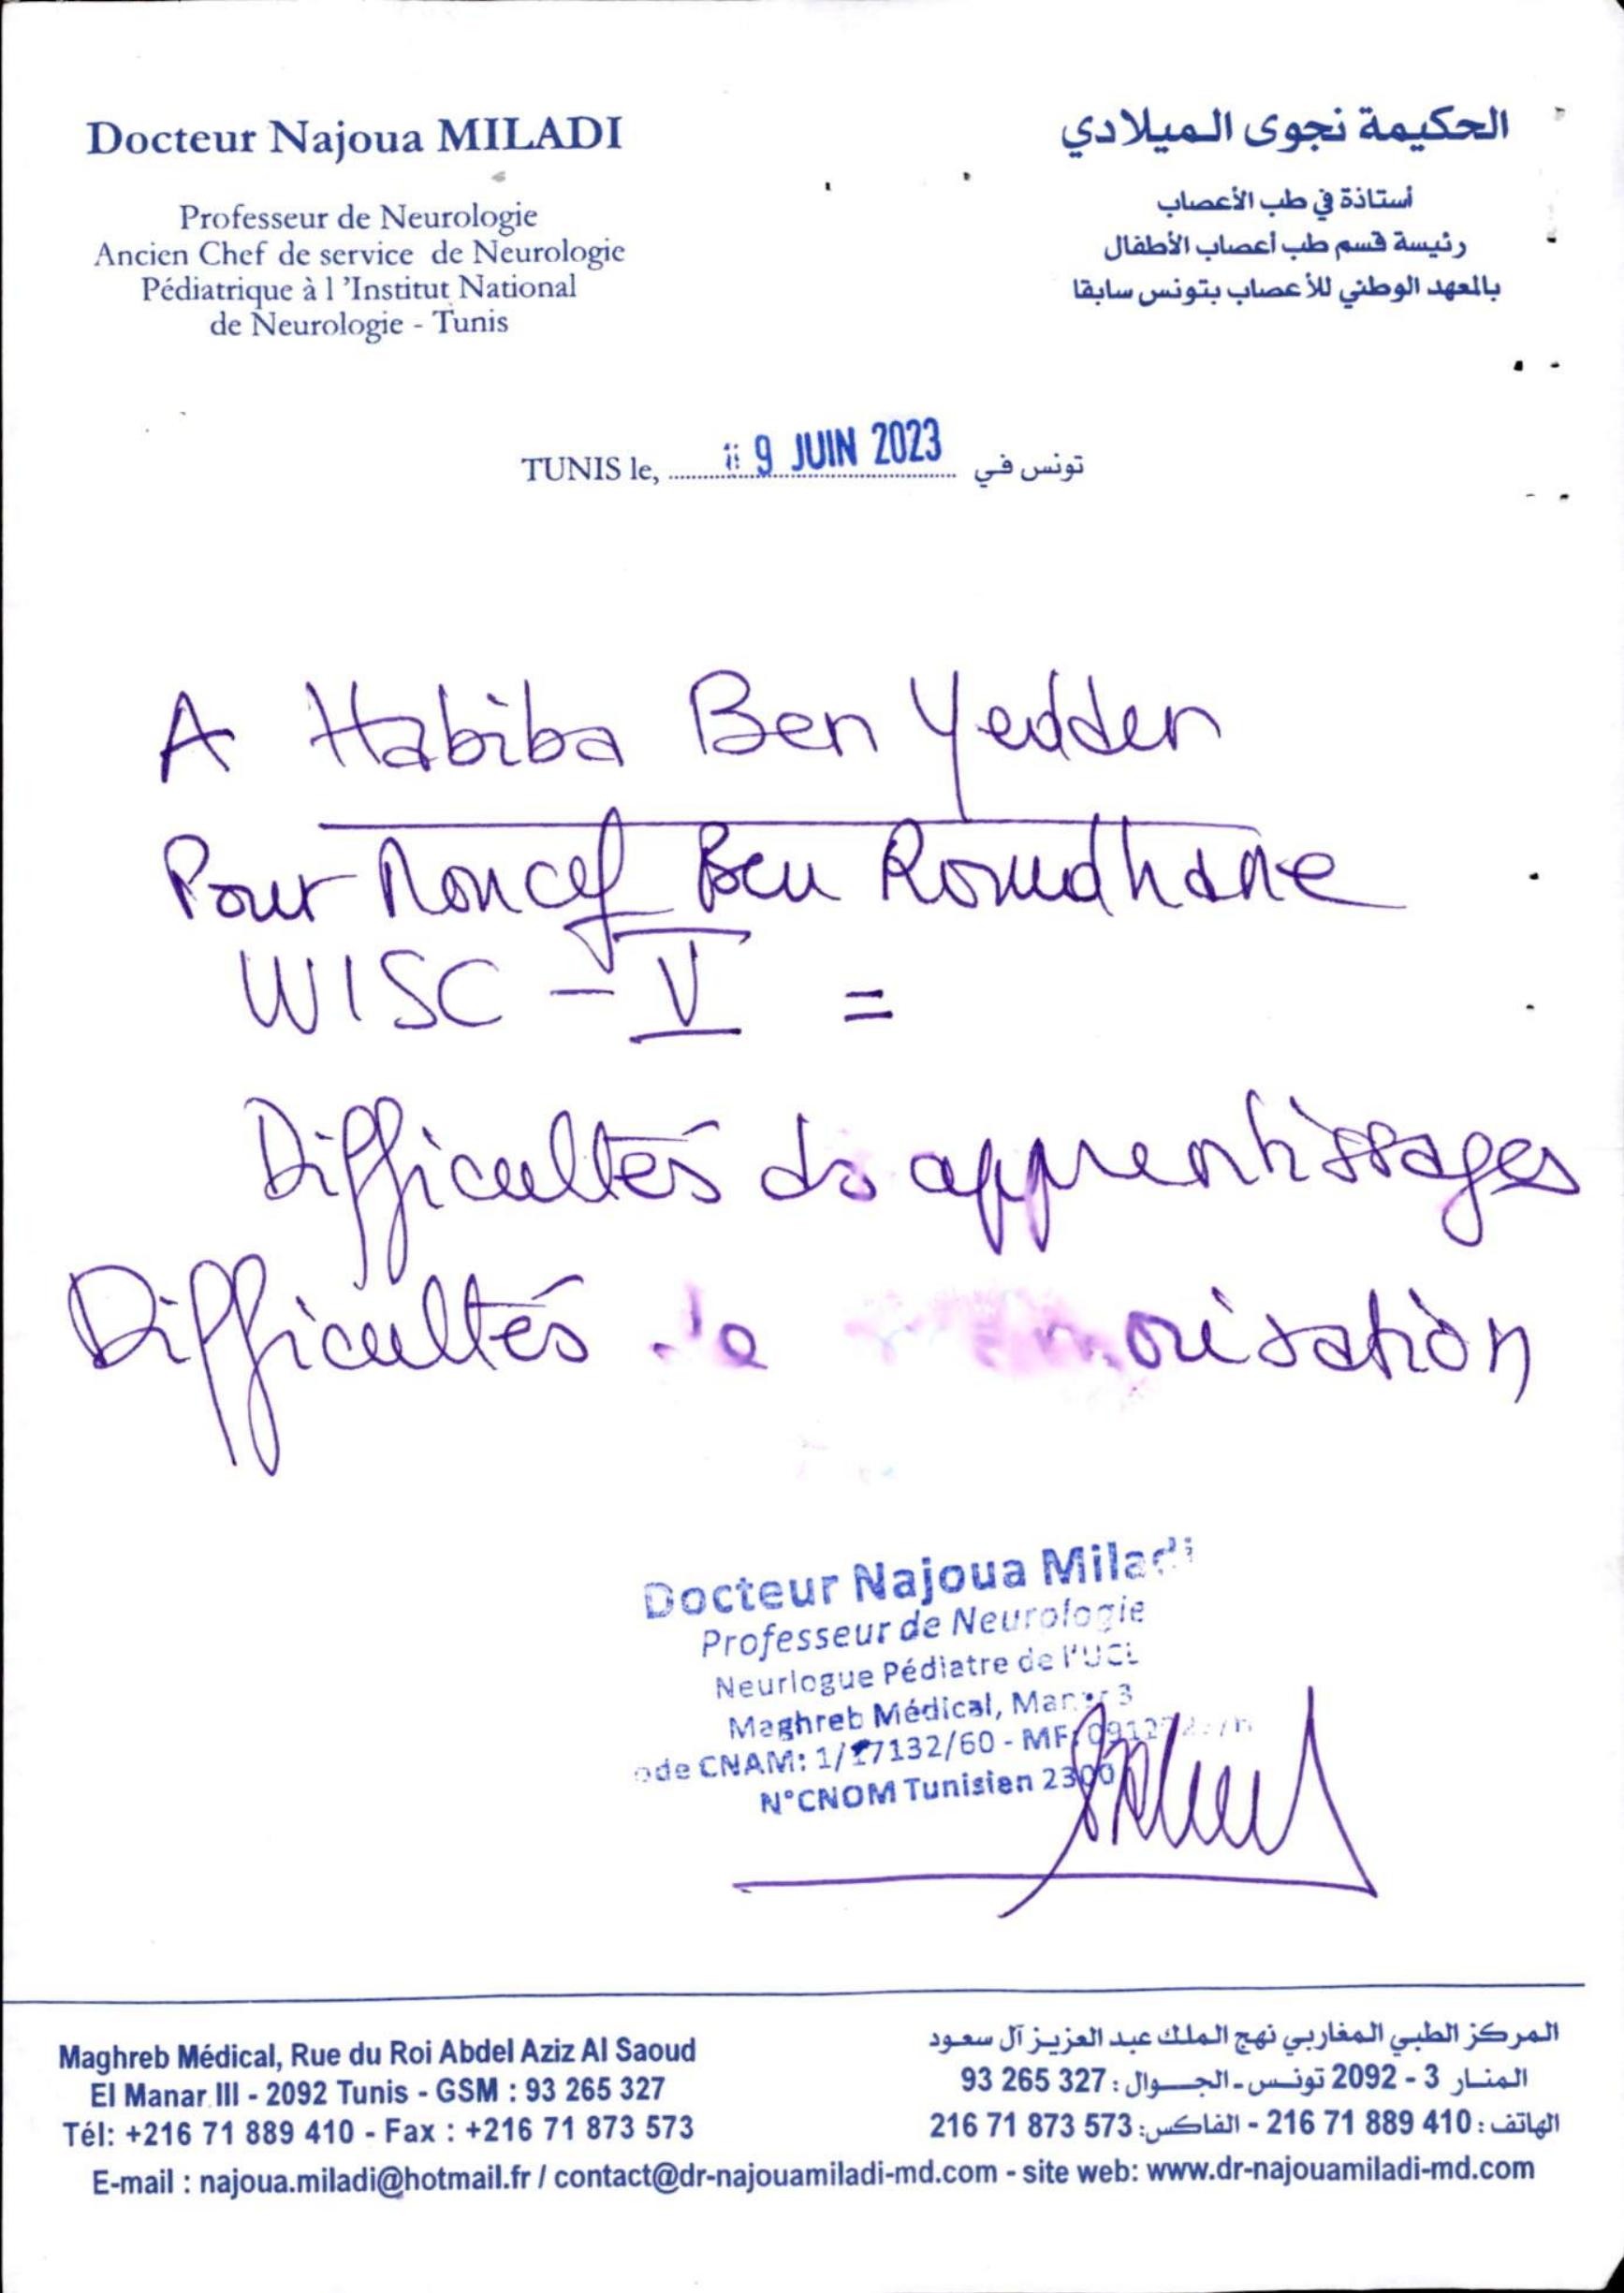 Docteur Najoua MILADI
Professeur de Neurologie
Ancien Chef de service de Neurologie
Pédiatrique à l 'Institut National
de Neurologie - Tunis
الحكيمة نجوى الميلادي
أستاذة في طب الأعصاب
رئيسة قسم طب أعصاب الأطفال
بالمعهد الوطني للأعصاب بتونس سابقا
TUNIS le, 9 JUIN 2023 تونس في
A Habiba Ben Yedder
Pour Moncef Ben Romdhane
WISC - V =
Difficultés ds apprentissages
Difficultés
Docteur Najoua Miladi
Professeur de Neurologie
Neurlogue Pédiatre de l'UCL
Maghreb Médical, Manar 3
CNAM: 1/17132/60 - MF:
N°CNOM Tunisien 2300
Maghreb Médical, Rue du Roi Abdel Aziz Al Saoud
El Manar III - 2092 Tunis - GSM : 93 265 327
Tél: +216 71 889 410 - Fax : +216 71 873 573
المركز الطبي المغاربي نهج الملك عبد العزيز آل سعود
المنار 3 - 2092 تونس - الجوال : 327 265 93
الهاتف : 410 889 71 216 - الفاكس: 573 873 71 216
E-mail : najoua.miladi@hotmail.fr / contact@dr-najouamiladi-md.com - site web: www.dr-najouamiladi-md.com